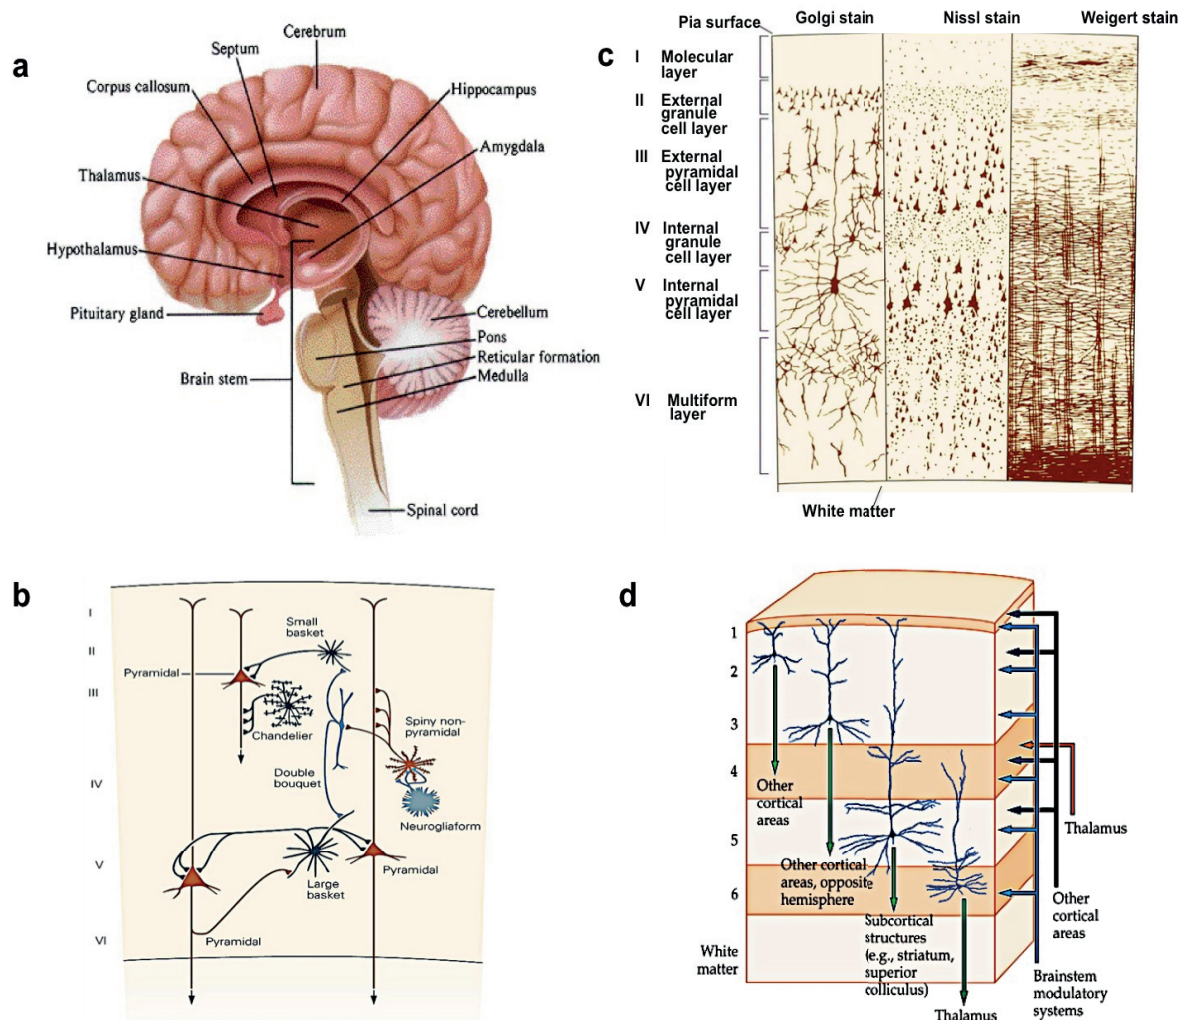 a
Cerebrum
Septum
Corpus callosum
Hippocampus
Amygdala
Thalamus
Hypothalamus
Pituitary gland
Cerebellum
Pons
Reticular formation
Brain stem
Medulla
Spinal cord
c
Pia surface
Golgi stain
Nissl stain
Weigert stain
I Molecular
layer
II External
granule
cell layer
III External
pyramidal
cell layer
IV Internal
granule
cell layer
V Internal
pyramidal
cell layer
VI Multiform
layer
White matter
b
I
II
III
IV
V
VI
Small
basket
Pyramidal
Chandelier
Spiny non-
pyramidal
Double
bouquet
Neurogliaform
Large
basket
Pyramidal
Pyramidal
d
1
2
3
4
5
6
White
matter
Other
cortical
areas
Other cortical
areas, opposite
hemisphere
Subcortical
structures
(e.g., striatum,
superior
colliculus)
Thalamus
Thalamus
Other
cortical
areas
Brainstem
modulatory
systems